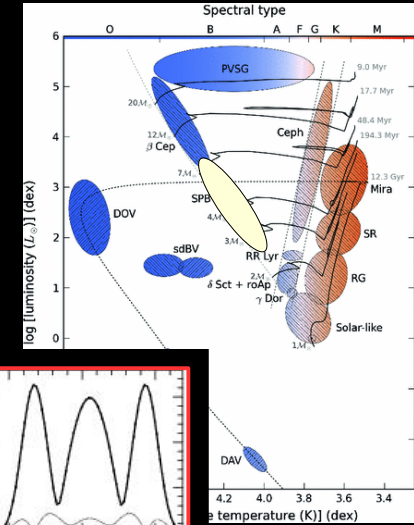 Spectral type
O B A F G K M
log [luminosity (L☉)] (dex)
6
5
4
3
2
1
0
PVSG
9.0 Myr
17.7 Myr
20M☉
48.4 Myr
Ceph
12M☉
β Cep
194.3 Myr
7M☉
12.3 Gyr
Mira
SPB
DOV
4M☉
SR
3M☉
sdBV
RR Lyr
RG
2M☉
δ Sct + roAp
γ Dor
Solar-like
1M☉
DAV
4.2 4.0 3.8 3.6 3.4
e temperature (K)] (dex)